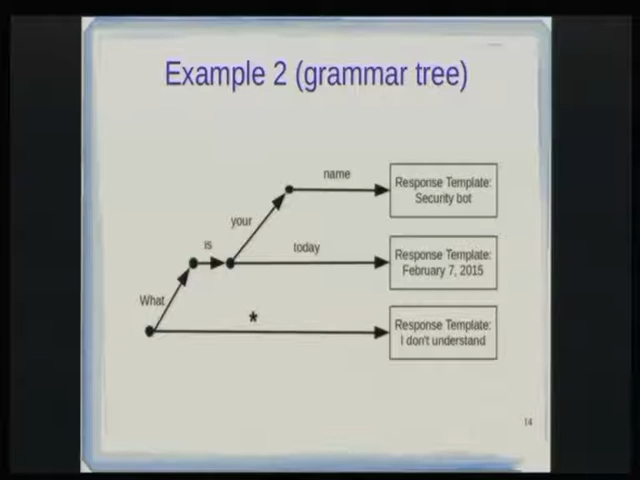 Example 2 (grammar tree)
name
Response Template:
Security bot
your
is
today
Response Template:
February 7, 2015
What
*
Response Template:
I don't understand
14